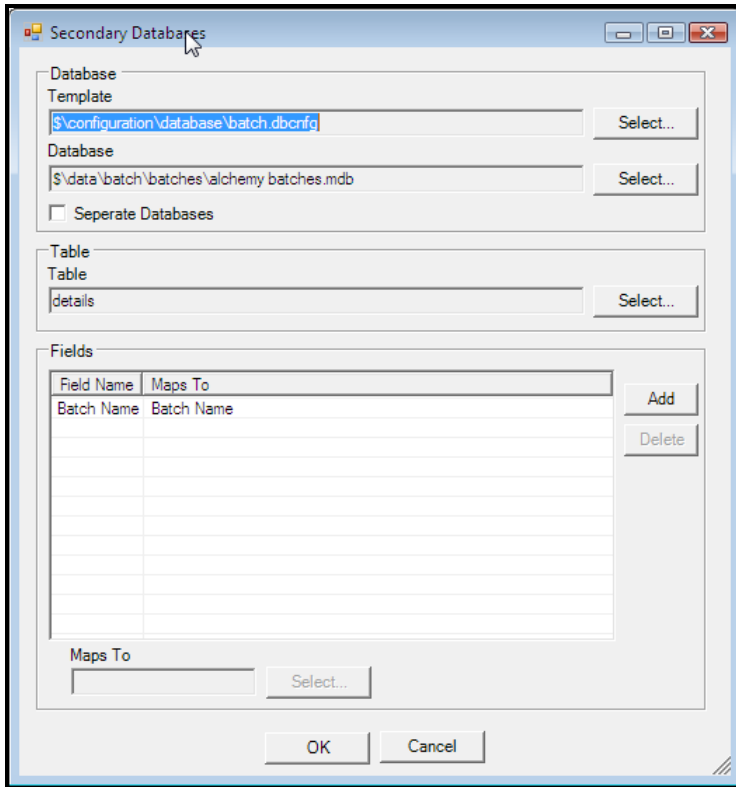 Secondary Databases
Database
Template
$\configuration\database\batch.dbcnfg
Select...
Database
$\data\batch\batches\alchemy batches.mdb
Select...
Seperate Databases
Table
Table
details
Select...
Fields
Field Name Maps To
Batch Name Batch Name
Add
Delete
Maps To
Select...
OK Cancel